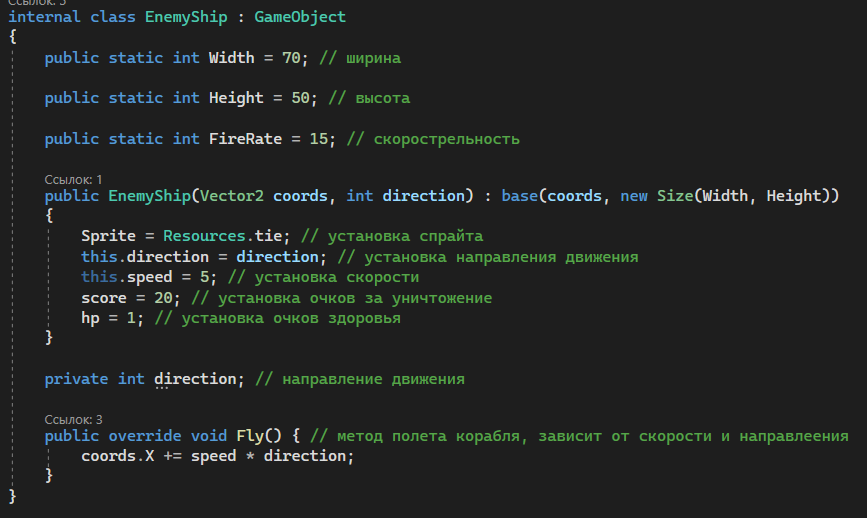 Ссылок: 3
internal class EnemyShip : GameObject
{
public static int Width = 70; // ширина
public static int Height = 50; // высота
public static int FireRate = 15; // скорострельность
Ссылок: 1
public EnemyShip(Vector2 coords, int direction) : base(coords, new Size(Width, Height))
{
Sprite = Resources.tie; // установка спрайта
this.direction = direction; // установка направления движения
this.speed = 5; // установка скорости
score = 20; // установка очков за уничтожение
hp = 1; // установка очков здоровья
}
private int direction; // направление движения
Ссылок: 3
public override void Fly() { // метод полета корабля, зависит от скорости и направлеения
coords.X += speed * direction;
}
}